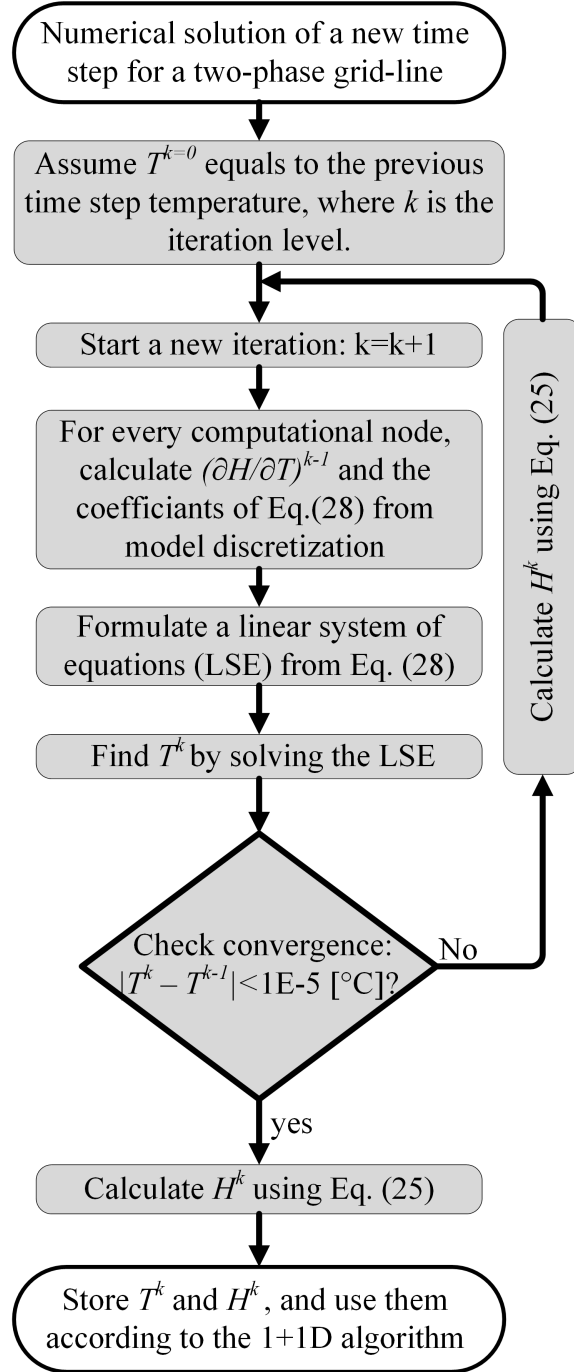 Numerical solution of a new time
step for a two-phase grid-line
Assume T^{k=0} equals to the previous
time step temperature, where k is the
iteration level.
Start a new iteration: k=k+1
For every computational node,
calculate (∂H/∂T)^{k-1} and the
coefficiants of Eq.(28) from
model discretization
Formulate a linear system of
equations (LSE) from Eq. (28)
Find T^k by solving the LSE
Check convergence:
|T^k – T^{k-1}|<1E-5 [°C]?
No
Calculate H^k using Eq. (25)
yes
Calculate H^k using Eq. (25)
Store T^k and H^k, and use them
according to the 1+1D algorithm